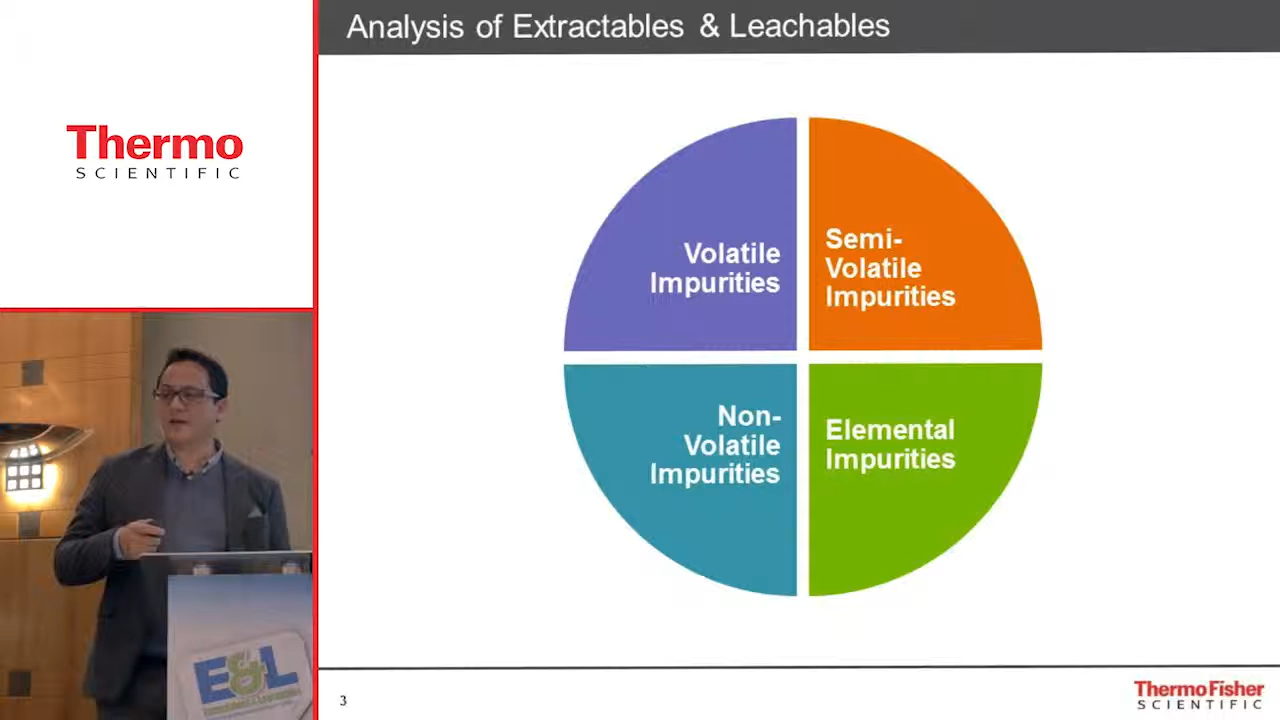 Analysis of Extractables & Leachables
Thermo
SCIENTIFIC
Volatile
Impurities
Semi-
Volatile
Impurities
Non-
Volatile
Impurities
Elemental
Impurities
E&L
3
ThermoFisher
SCIENTIFIC